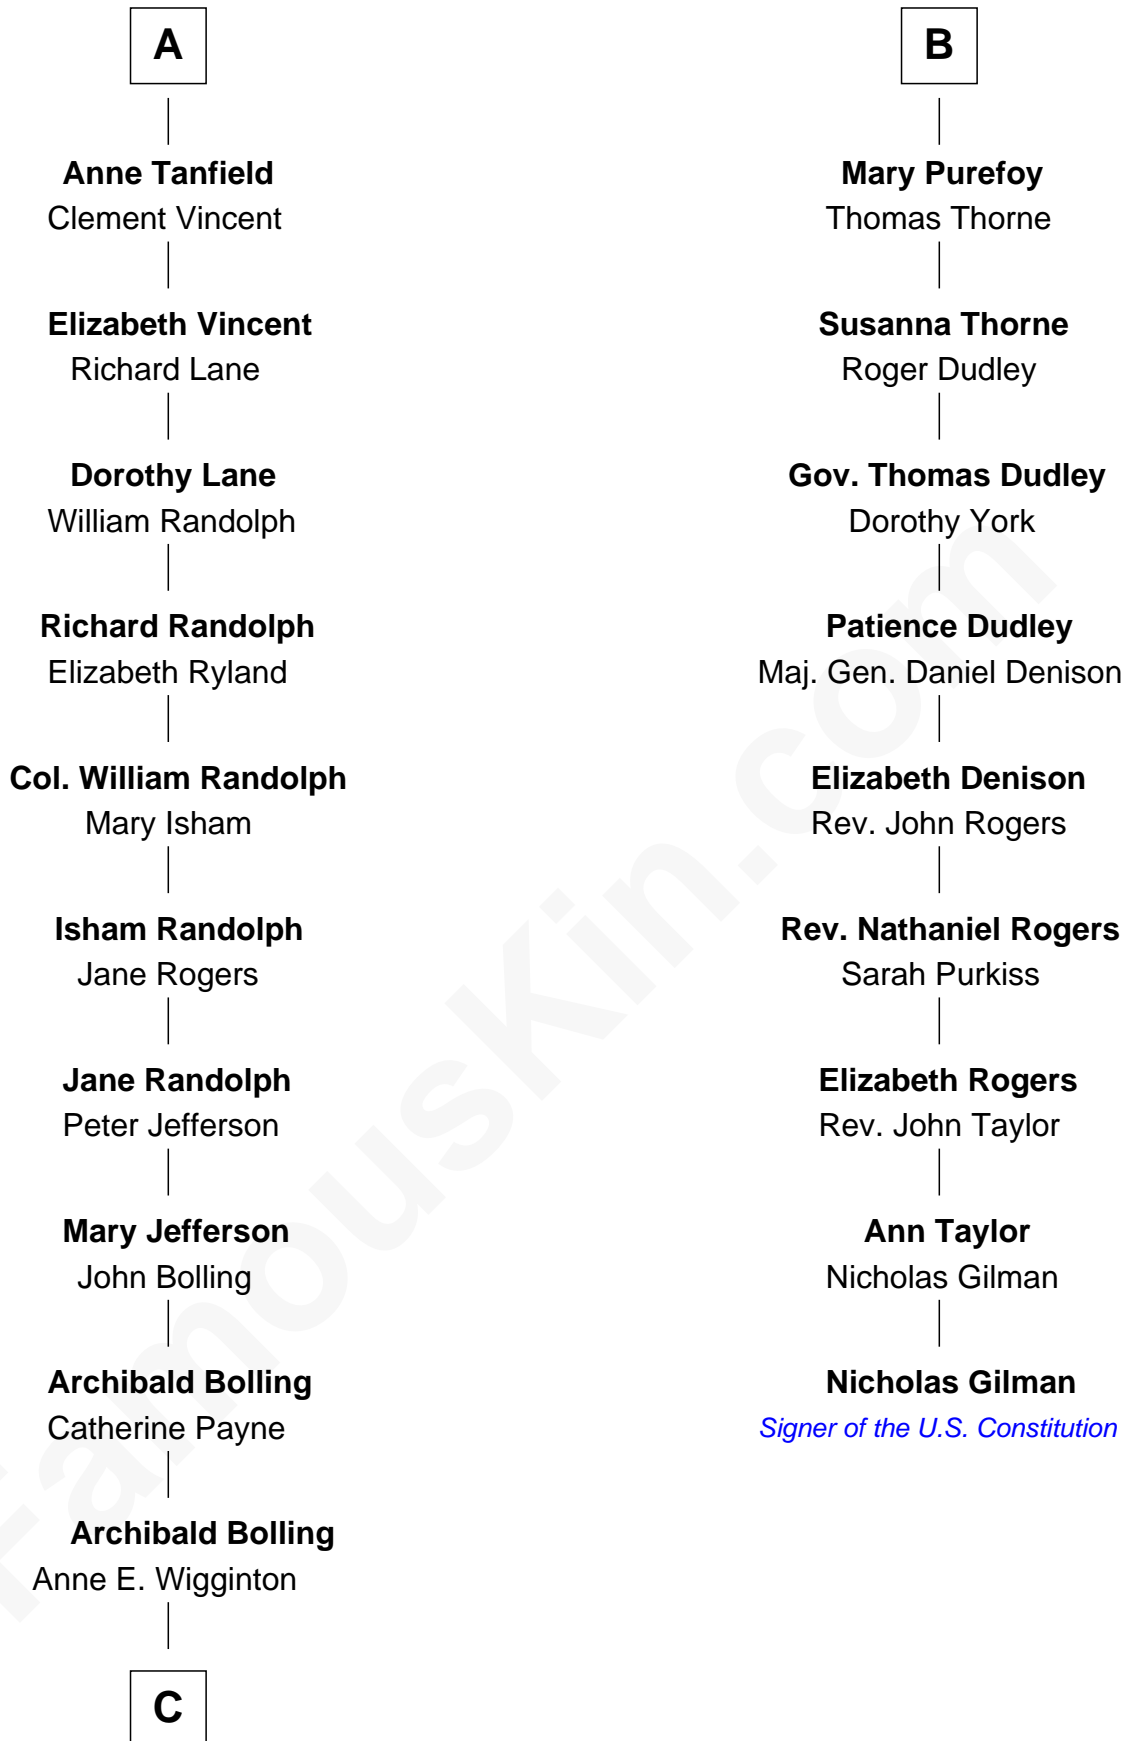 A
Anne Tanfield
Clement Vincent
Elizabeth Vincent
Richard Lane
Dorothy Lane
William Randolph
Richard Randolph
Elizabeth Ryland
Col. William Randolph
Mary Isham
Isham Randolph
Jane Rogers
Jane Randolph
Peter Jefferson
Mary Jefferson
John Bolling
Archibald Bolling
Catherine Payne
Archibald Bolling
Anne E. Wigginton
C
B
Mary Purefoy
Thomas Thorne
Susanna Thorne
Roger Dudley
Gov. Thomas Dudley
Dorothy York
Patience Dudley
Maj. Gen. Daniel Denison
Elizabeth Denison
Rev. John Rogers
Rev. Nathaniel Rogers
Sarah Purkiss
Elizabeth Rogers
Rev. John Taylor
Ann Taylor
Nicholas Gilman
Nicholas Gilman
Signer of the U.S. Constitution
FamousKin.com